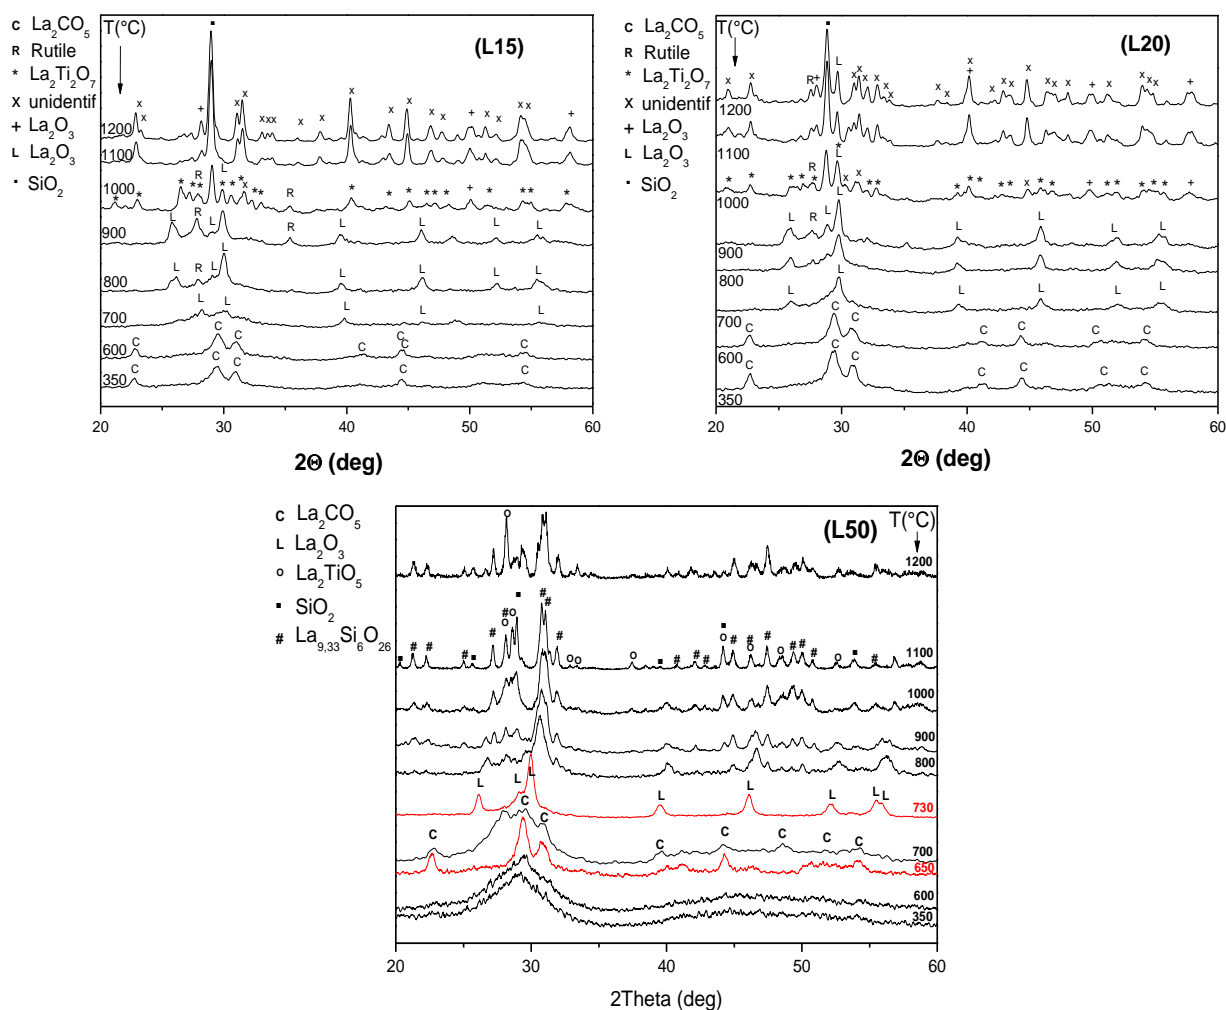 C La₂CO₅
R Rutile
* La₂Ti₂O₇
x unidentif
+ La₂O₃
L La₂O₃
▪ SiO₂
T(°C)
(L15)
1200
1100
1000
900
800
700
600
350
20 30 40 50 60
2Θ (deg)
C La₂CO₅
R Rutile
* La₂Ti₂O₇
x unidentif
+ La₂O₃
L La₂O₃
▪ SiO₂
T(°C)
(L20)
1200
1100
1000
900
800
700
600
350
20 30 40 50 60
2Θ (deg)
C La₂CO₅
L La₂O₃
o La₂TiO₅
▪ SiO₂
# La₉,₃₃Si₆O₂₆
(L50)
T(°C)
1200
1100
1000
900
800
730
700
650
600
350
20 30 40 50 60
2Theta (deg)